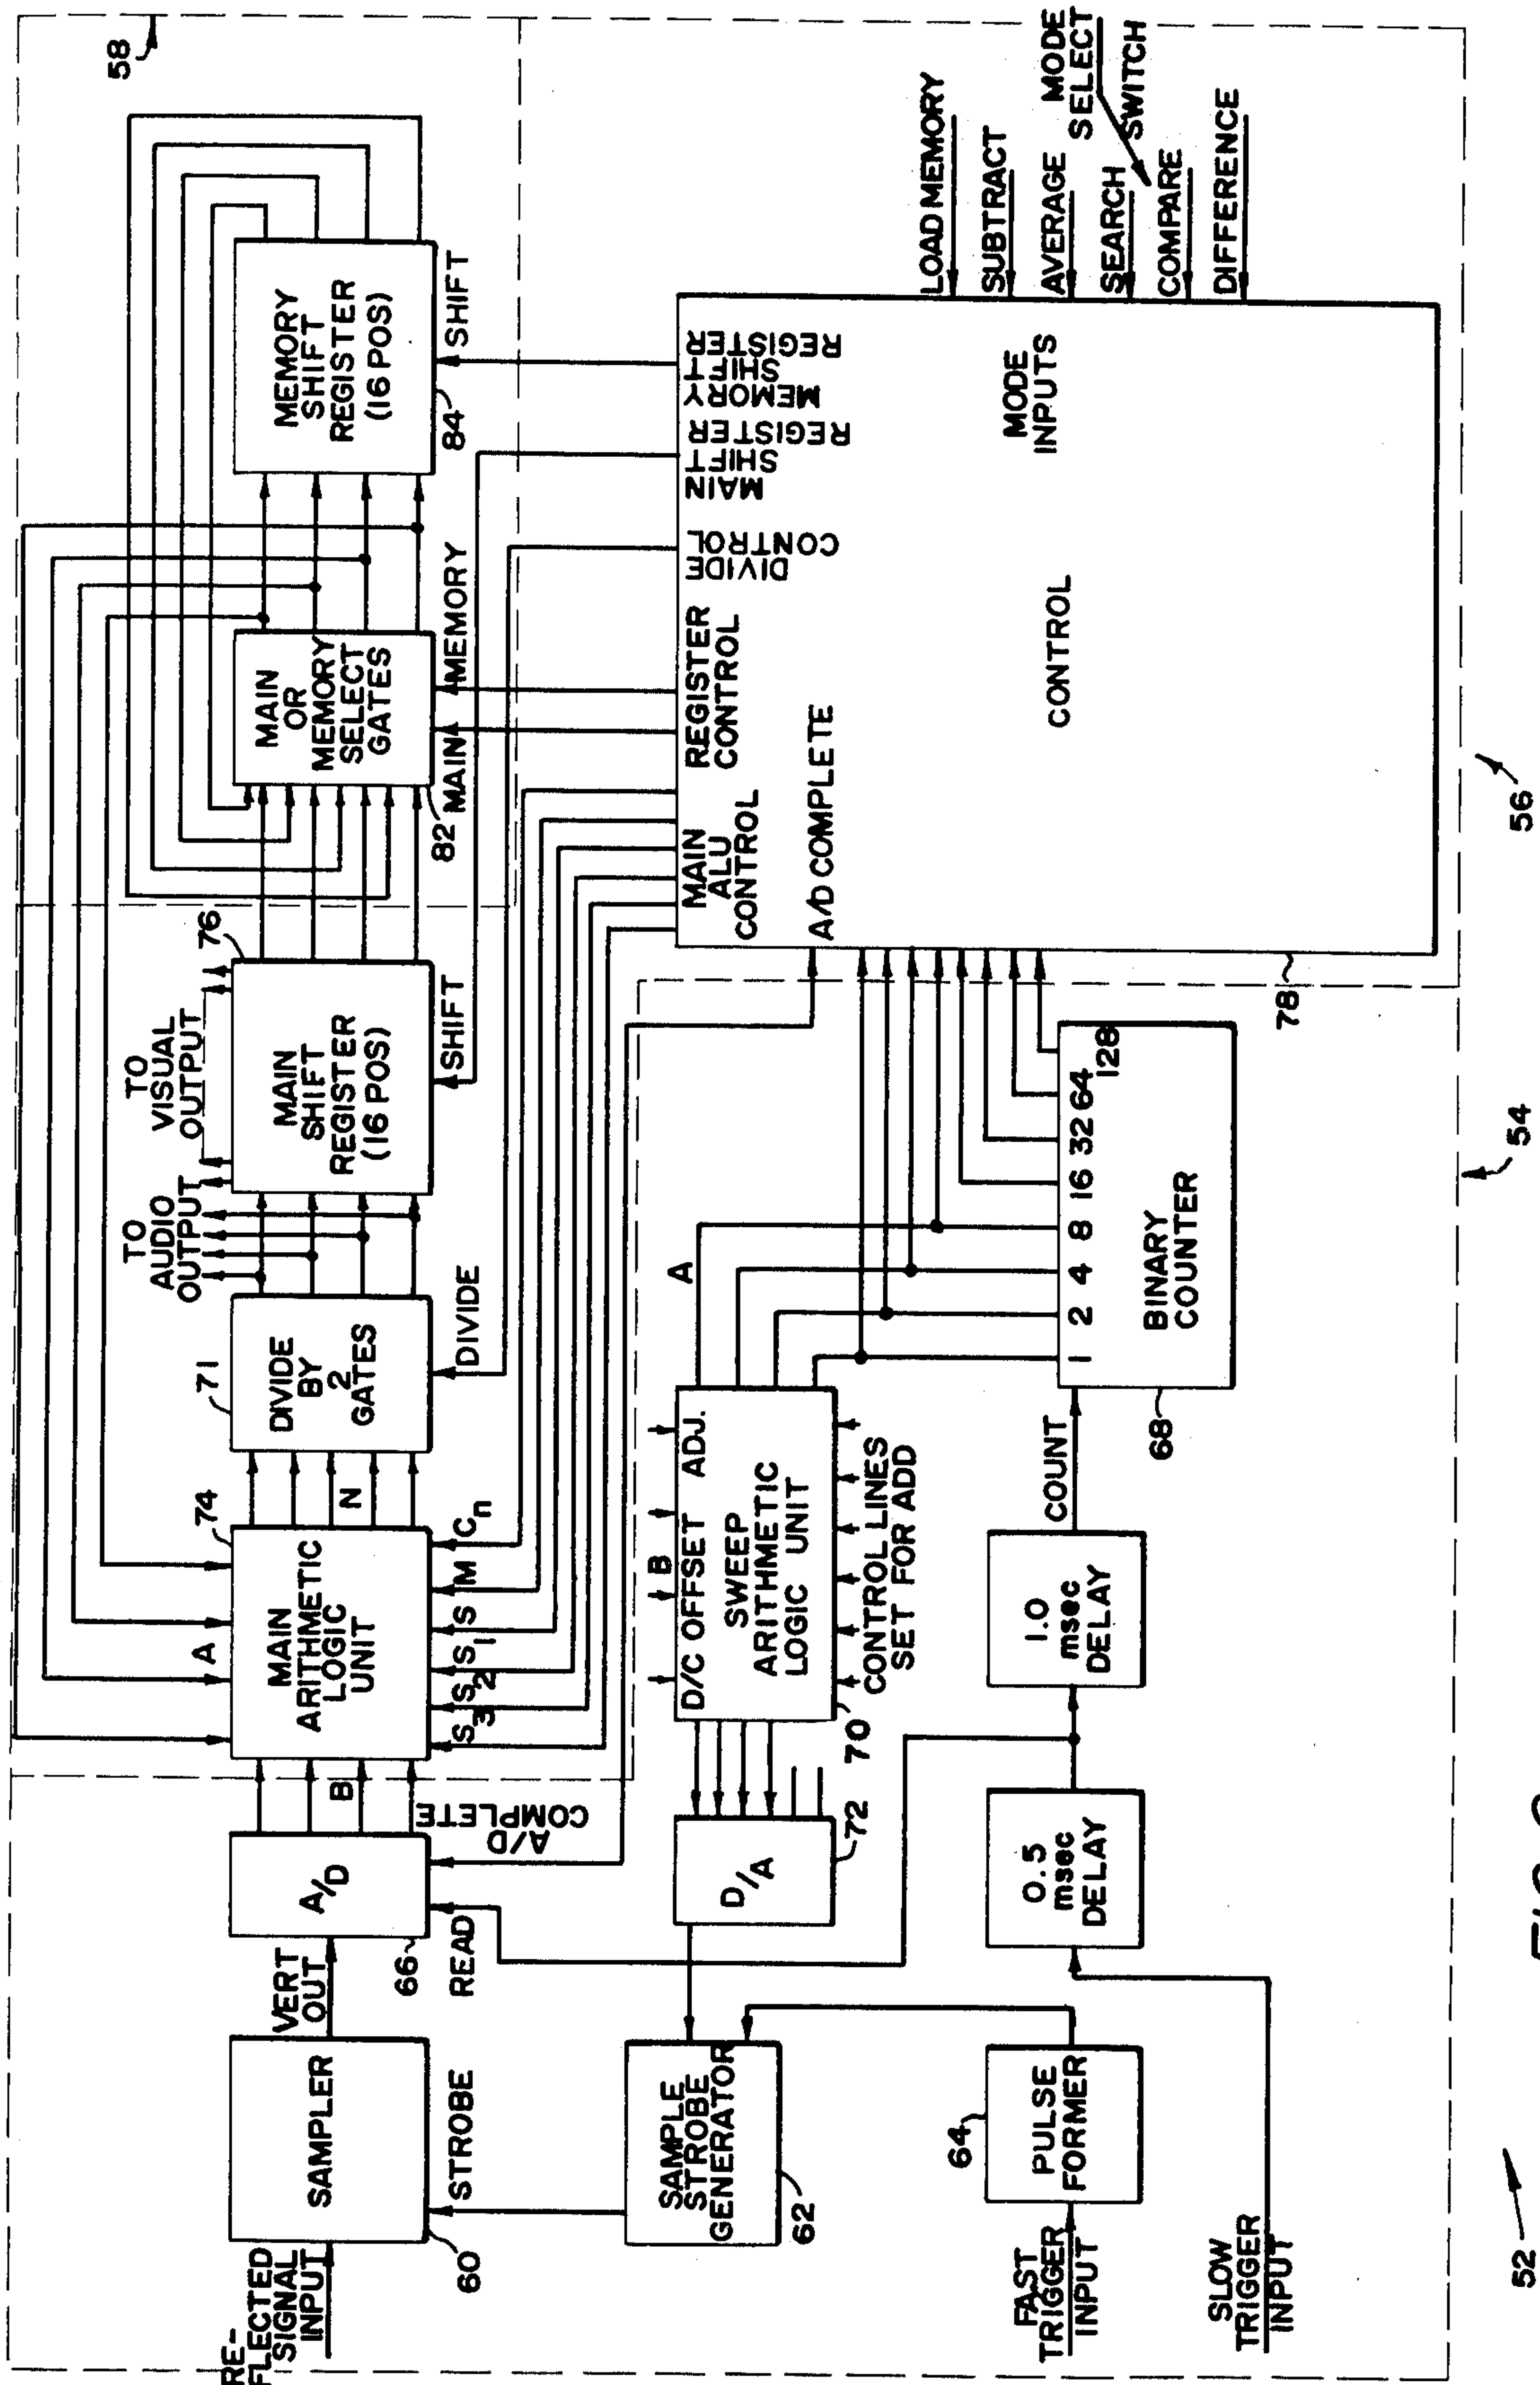 58
RE-
FLECTED
SIGNAL
INPUT
SAMPLER
60
VERT
OUT
STROBE
A/D
66
READ
A/D
COMPLETE
B
MAIN
ARITHMETIC
LOGIC
UNIT
74
A
S3
S2
S1
S
M
Cn
N
DIVIDE
BY
2
GATES
71
DIVIDE
TO
AUDIO
OUTPUT
TO
VISUAL
OUTPUT
MAIN
SHIFT
REGISTER
(16 POS)
76
SHIFT
MAIN
OR
MEMORY
SELECT
GATES
82
MAIN
MEMORY
MEMORY
SHIFT
REGISTER
(16 POS)
84
SHIFT
SAMPLE
STROBE
GENERATOR
62
D/A
72
D/C OFFSET ADJ.
B
SWEEP
ARITHMETIC
LOGIC UNIT
70
CONTROL LINES
SET FOR ADD
A
MAIN
ALU
CONTROL
REGISTER
CONTROL
DIVIDE
CONTROL
MAIN
SHIFT
REGISTER
MEMORY
SHIFT
REGISTER
A/D COMPLETE
CONTROL
MODE
INPUTS
78
LOAD MEMORY
SUBTRACT
AVERAGE
SEARCH
COMPARE
DIFFERENCE
MODE
SELECT
SWITCH
FAST
TRIGGER
INPUT
PULSE
FORMER
64
SLOW
TRIGGER
INPUT
0.5
msec
DELAY
1.0
msec
DELAY
COUNT
1 2 4 8 16 32 64 128
BINARY
COUNTER
68
52
54
56